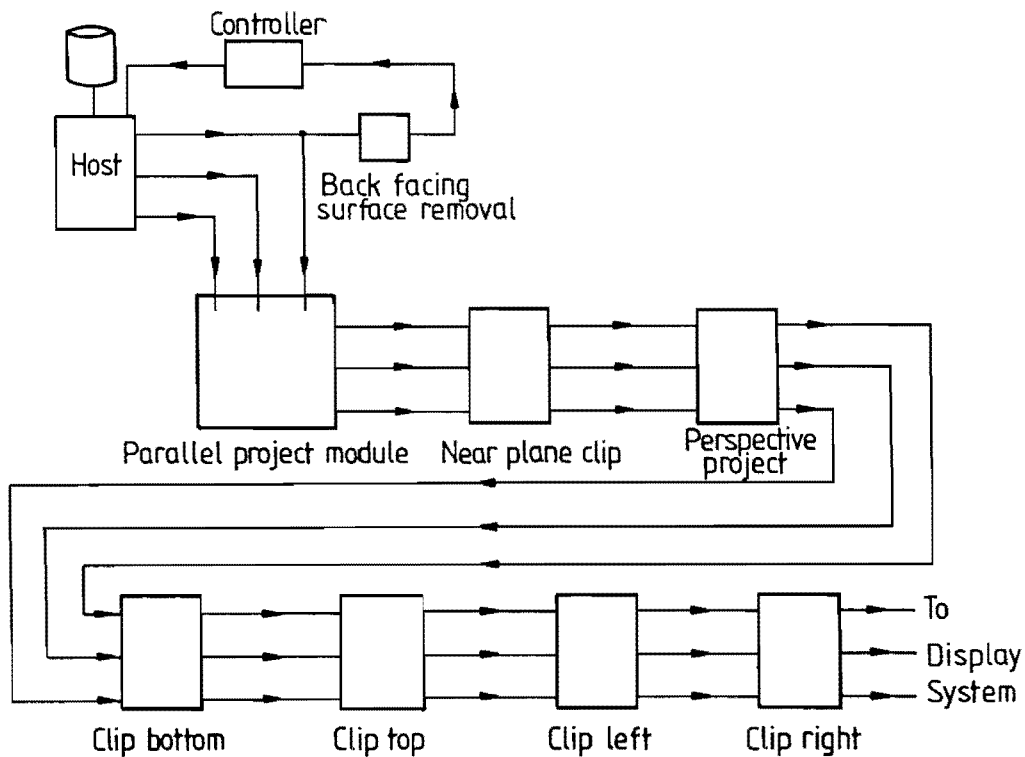 Controller
Host
Back facing
surface removal
Parallel project module
Near plane clip
Perspective
project
To
Display
System
Clip bottom
Clip top
Clip left
Clip right